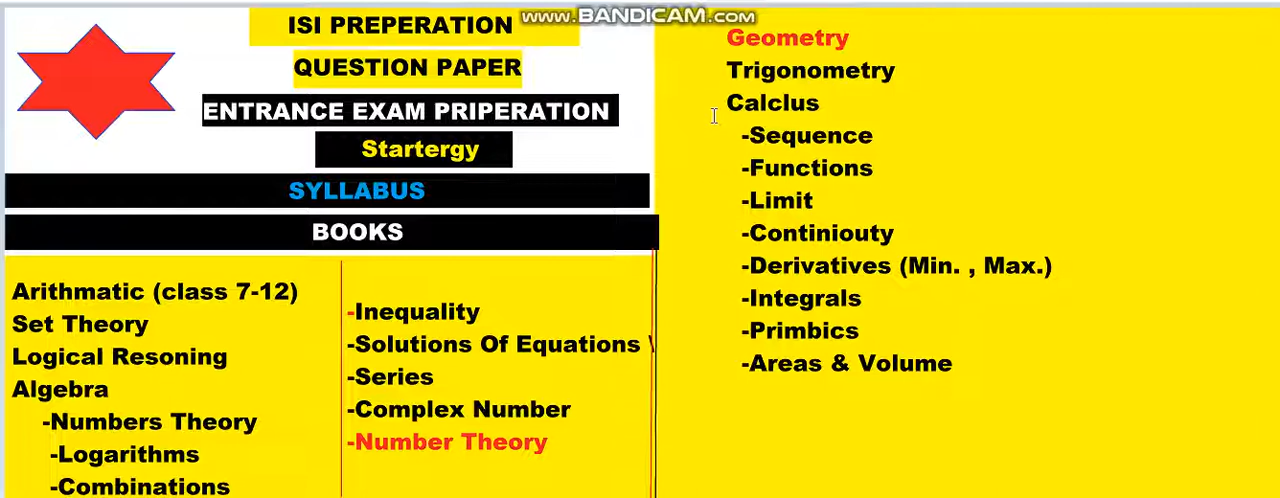 www.BANDICAM.com
ISI PREPERATION
QUESTION PAPER
ENTRANCE EXAM PRIPERATION
Startergy
SYLLABUS
BOOKS
Arithmatic (class 7-12)
Set Theory
Logical Resoning
Algebra
-Numbers Theory
-Logarithms
-Combinations
-Inequality
-Solutions Of Equations \
-Series
-Complex Number
-Number Theory
Geometry
Trigonometry
Calclus
-Sequence
-Functions
-Limit
-Continiouty
-Derivatives (Min. , Max.)
-Integrals
-Primbics
-Areas & Volume